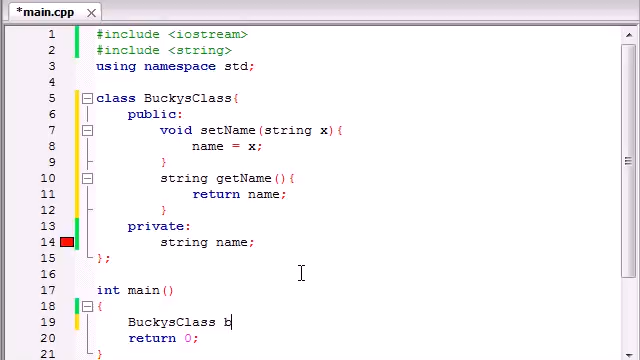 *main.cpp
1 #include <iostream>
2 #include <string>
3 using namespace std;
4
5 class BuckysClass{
6 public:
7 void setName(string x){
8 name = x;
9 }
10 string getName(){
11 return name;
12 }
13 private:
14 string name;
15 };
16
17 int main()
18 {
19 BuckysClass b
20 return 0;
21 }